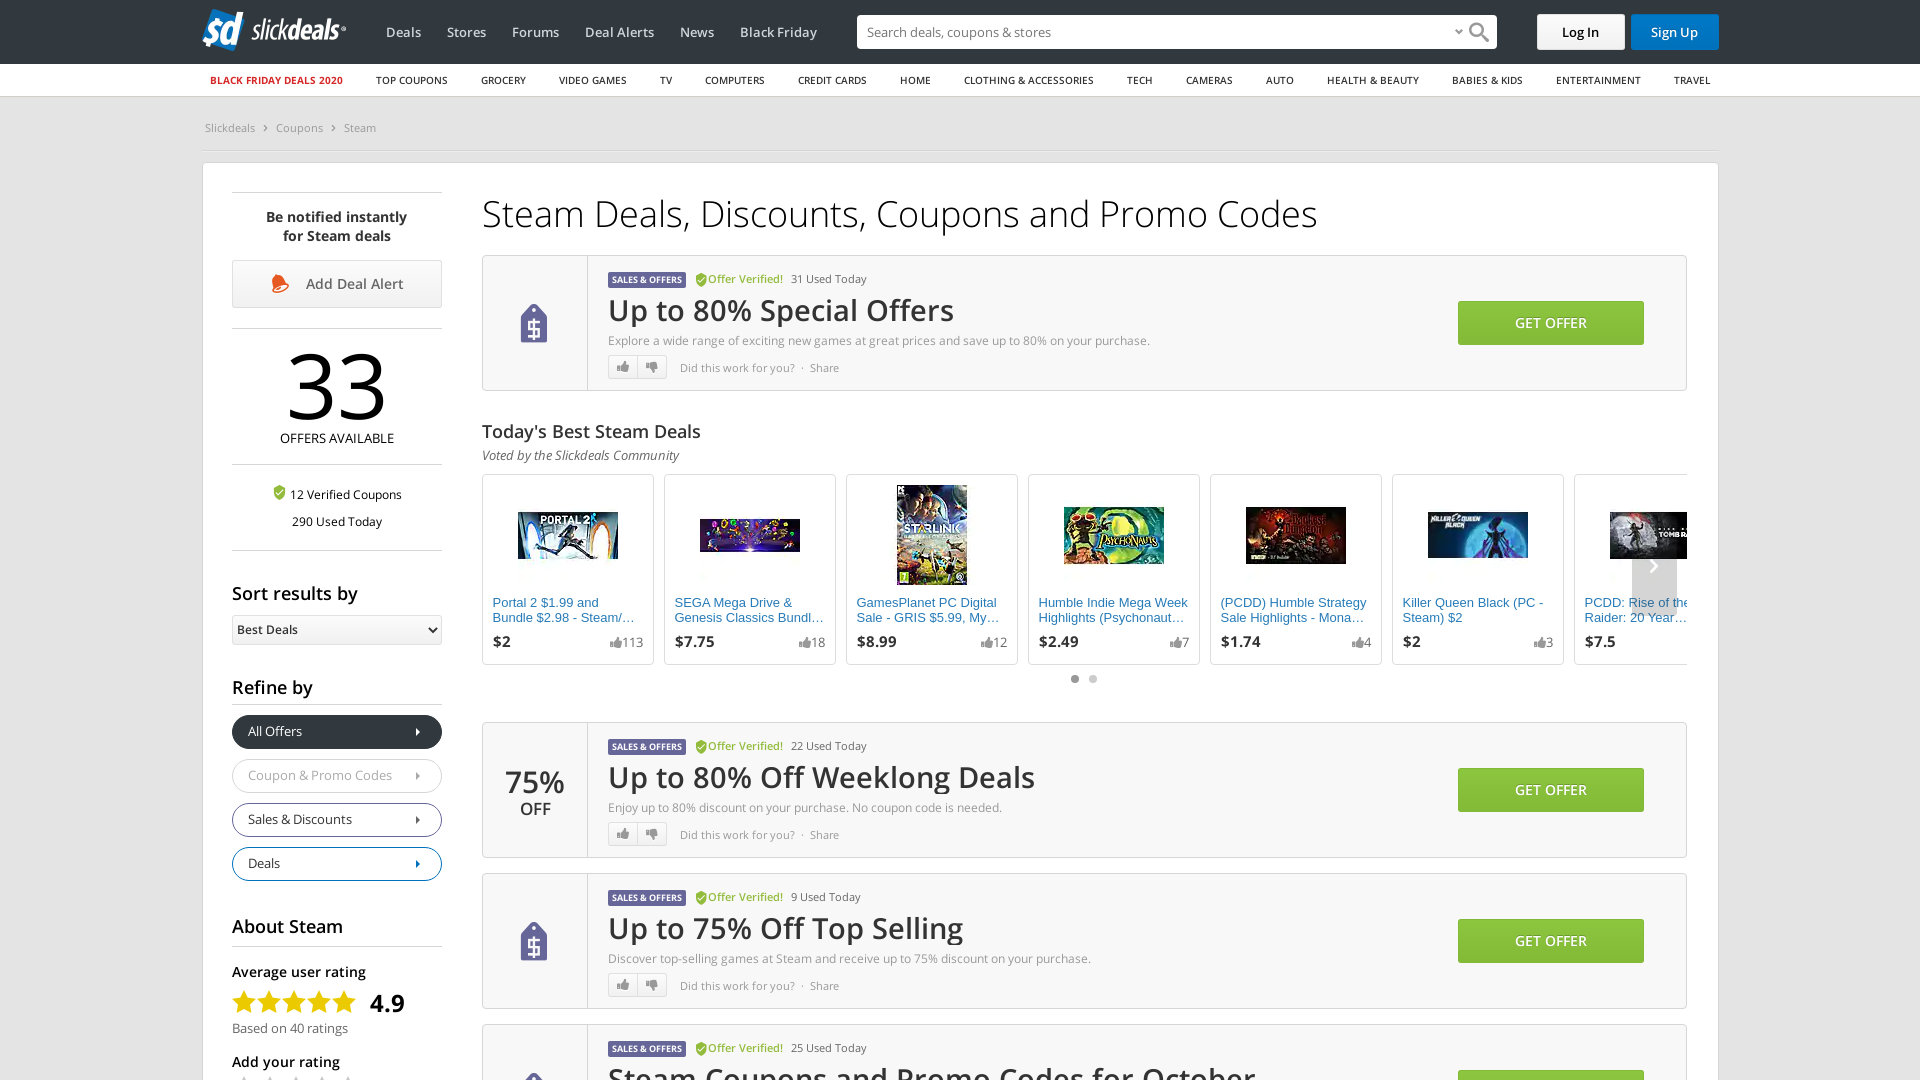 slickdeals
Deals
Stores
Forums
Deal Alerts
News
Black Friday
Search deals, coupons & stores
Log In
Sign Up
BLACK FRIDAY DEALS 2020
TOP COUPONS
GROCERY
VIDEO GAMES
TV
COMPUTERS
CREDIT CARDS
HOME
CLOTHING & ACCESSORIES
TECH
CAMERAS
AUTO
HEALTH & BEAUTY
BABIES & KIDS
ENTERTAINMENT
TRAVEL
Slickdeals
Coupons
Steam
Be notified instantly
for Steam deals
Add Deal Alert
33
OFFERS AVAILABLE
12 Verified Coupons
290 Used Today
Sort results by
Best Deals
Refine by
All Offers
Coupon & Promo Codes
Sales & Discounts
Deals
About Steam
Average user rating
4.9
Based on 40 ratings
Add your rating
Steam Deals, Discounts, Coupons and Promo Codes
SALES & OFFERS Offer Verified! 31 Used Today
Up to 80% Special Offers
Explore a wide range of exciting new games at great prices and save up to 80% on your purchase.
Did this work for you? · Share
GET OFFER
Today's Best Steam Deals
Voted by the Slickdeals Community
PORTAL 2
Portal 2 $1.99 and
Bundle $2.98 - Steam/…
$2
113
SEGA Mega Drive &
Genesis Classics Bundl…
$7.75
18
STARLINK
GamesPlanet PC Digital
Sale - GRIS $5.99, My…
$8.99
12
PSYCHONAUTS
Humble Indie Mega Week
Highlights (Psychonaut…
$2.49
7
(PCDD) Humble Strategy
Sale Highlights - Mona…
$1.74
4
KILLER QUEEN
BLACK
Killer Queen Black (PC -
Steam) $2
$2
3
TOMB RA
PCDD: Rise of the
Raider: 20 Year…
$7.5
75%
OFF
SALES & OFFERS Offer Verified! 22 Used Today
Up to 80% Off Weeklong Deals
Enjoy up to 80% discount on your purchase. No coupon code is needed.
Did this work for you? · Share
GET OFFER
SALES & OFFERS Offer Verified! 9 Used Today
Up to 75% Off Top Selling
Discover top-selling games at Steam and receive up to 75% discount on your purchase.
Did this work for you? · Share
GET OFFER
SALES & OFFERS Offer Verified! 25 Used Today
Steam Coupons and Promo Codes for October